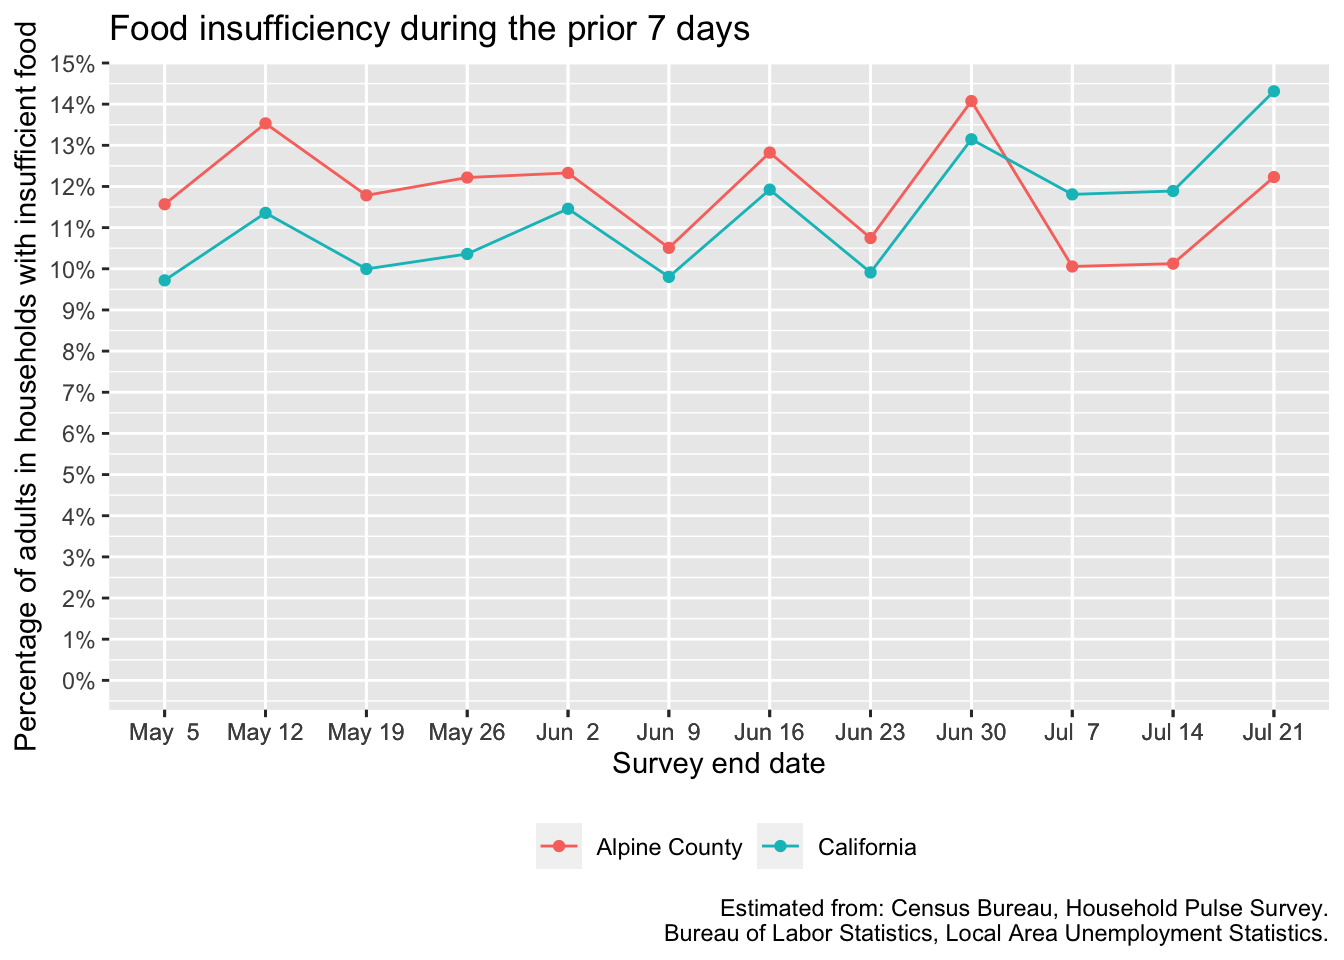 Food insufficiency during the prior 7 days
Percentage of adults in households with insufficient food
15%
14%
13%
12%
11%
10%
9%
8%
7%
6%
5%
4%
3%
2%
1%
0%
May  5 May 12 May 19 May 26 Jun  2 Jun  9 Jun 16 Jun 23 Jun 30 Jul  7 Jul 14 Jul 21
Survey end date
Alpine County California
Estimated from: Census Bureau, Household Pulse Survey.
Bureau of Labor Statistics, Local Area Unemployment Statistics.